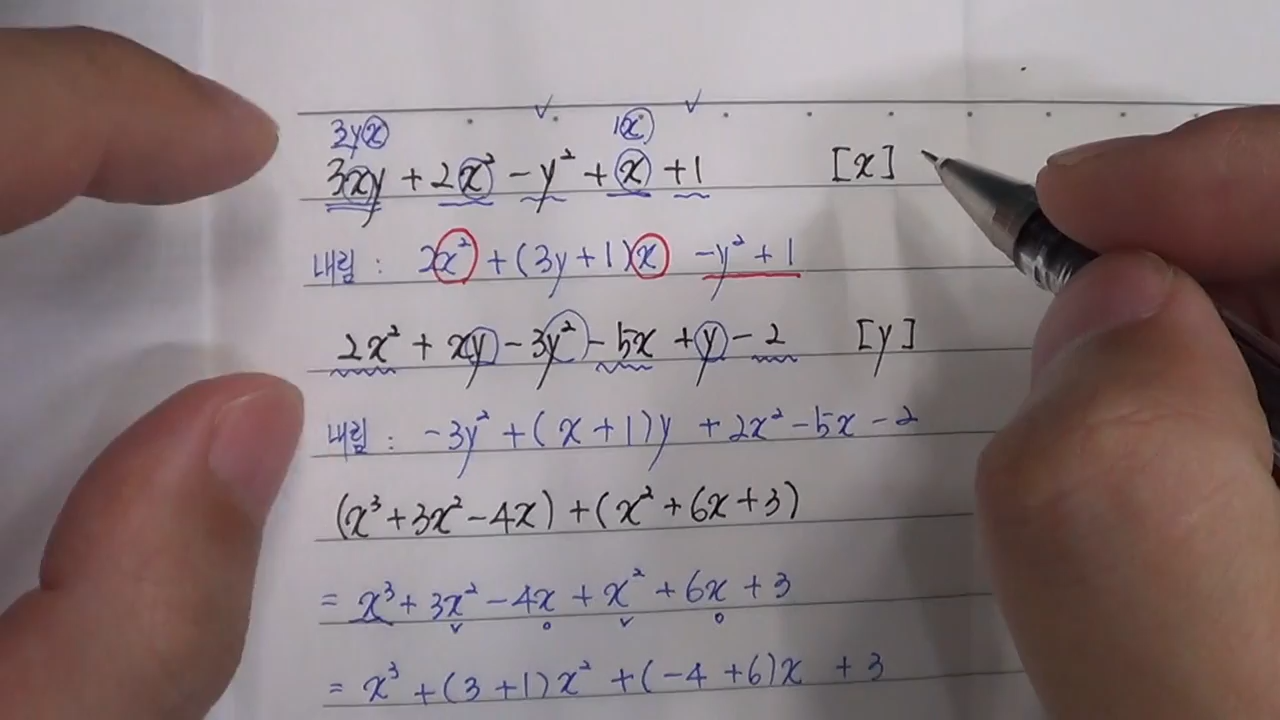 3yx 1x
3xy + 2x² - y² + x + 1 [x]
내림 : 2x² + (3y + 1)x - y² + 1
2x² + xy - 3y² - 5x + y - 2 [y]
내림 : -3y² + (x + 1)y + 2x² - 5x - 2
(x³ + 3x² - 4x) + (x² + 6x + 3)
= x³ + 3x² - 4x + x² + 6x + 3
= x³ + (3 + 1)x² + (-4 + 6)x + 3